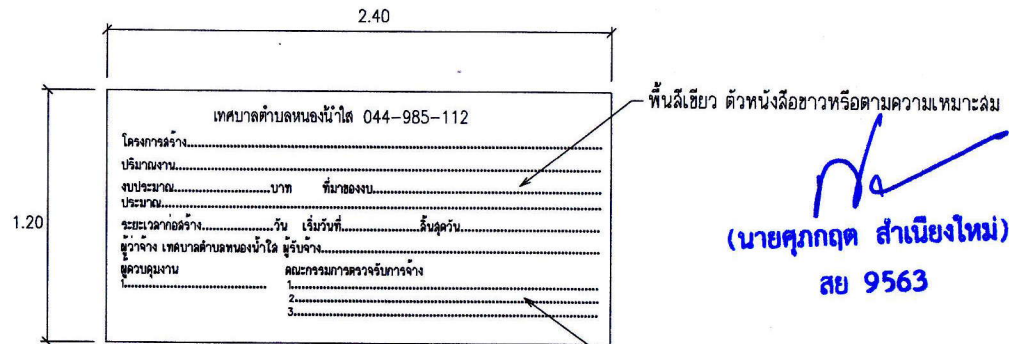 2.40
เทศบาลตำบลหนองน้ำใส 044-985-112
พื้นสีเขียว ตัวหนังสือขาวหรือตามความเหมาะสม
โครงการสร้าง
ปริมาณงาน
งบประมาณ บาท ที่มาของงบ
ประมาณ
1.20
ระยะเวลาก่อสร้าง วัน เริ่มวันที่ สิ้นสุดวัน
ผู้ว่าจ้าง เทศบาลตำบลหนองน้ำใส ผู้รับจ้าง
ผู้ควบคุมงาน คณะกรรมการตรวจรับการจ้าง
1. 1.
2.
3.
(นายศุภกฤต สำเนียงใหม่)
สย 9563